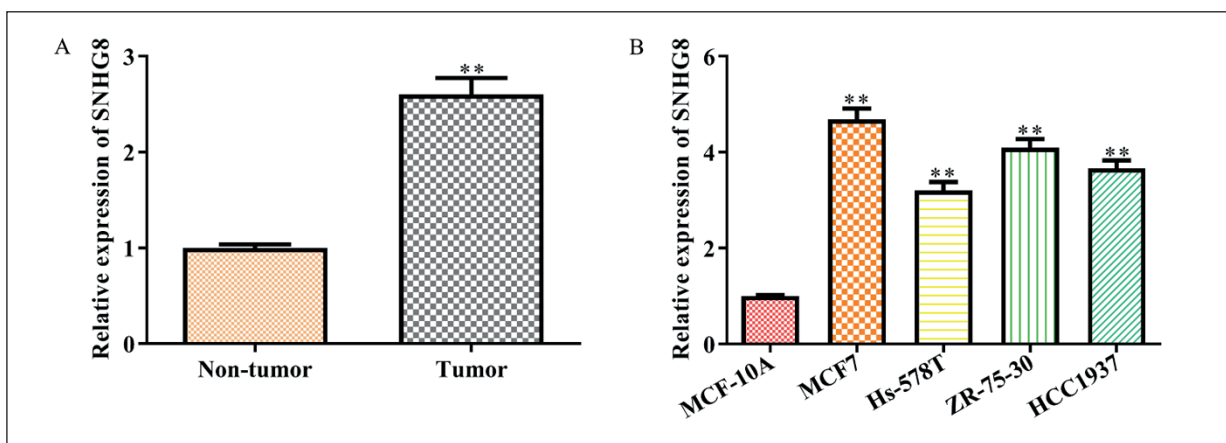 A
Relative expression of SNHG8
3
2
1
0
**
Non-tumor
Tumor
B
Relative expression of SNHG8
6
4
2
0
**
**
**
**
MCF-10A
MCF7
Hs-578T
ZR-75-30
HCC1937